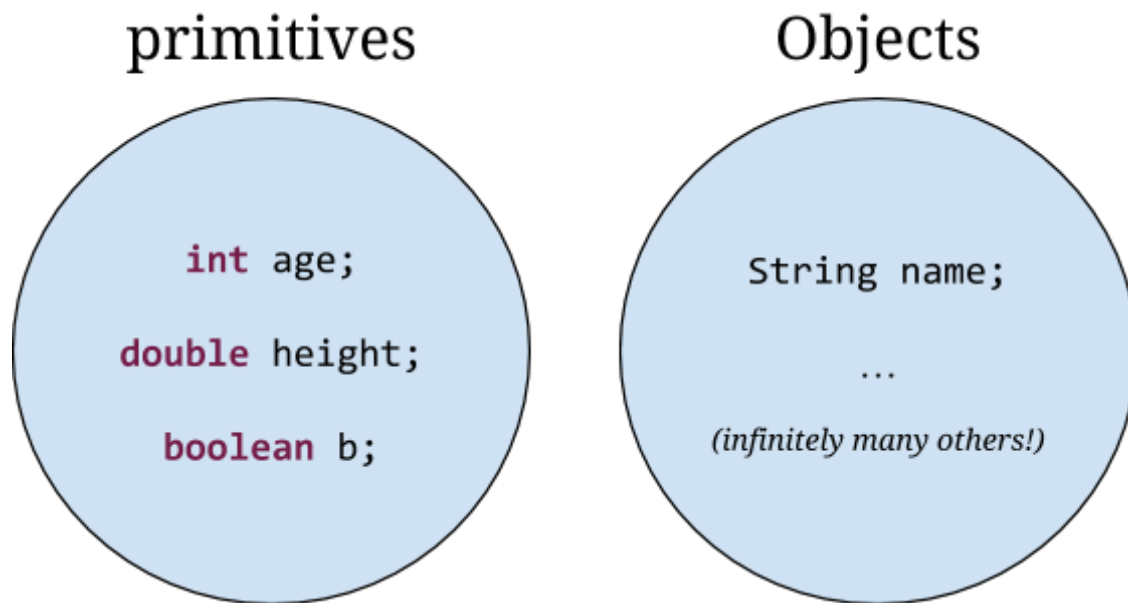 primitives
int age;
double height;
boolean b;
Objects
String name;
...
(infinitely many others!)